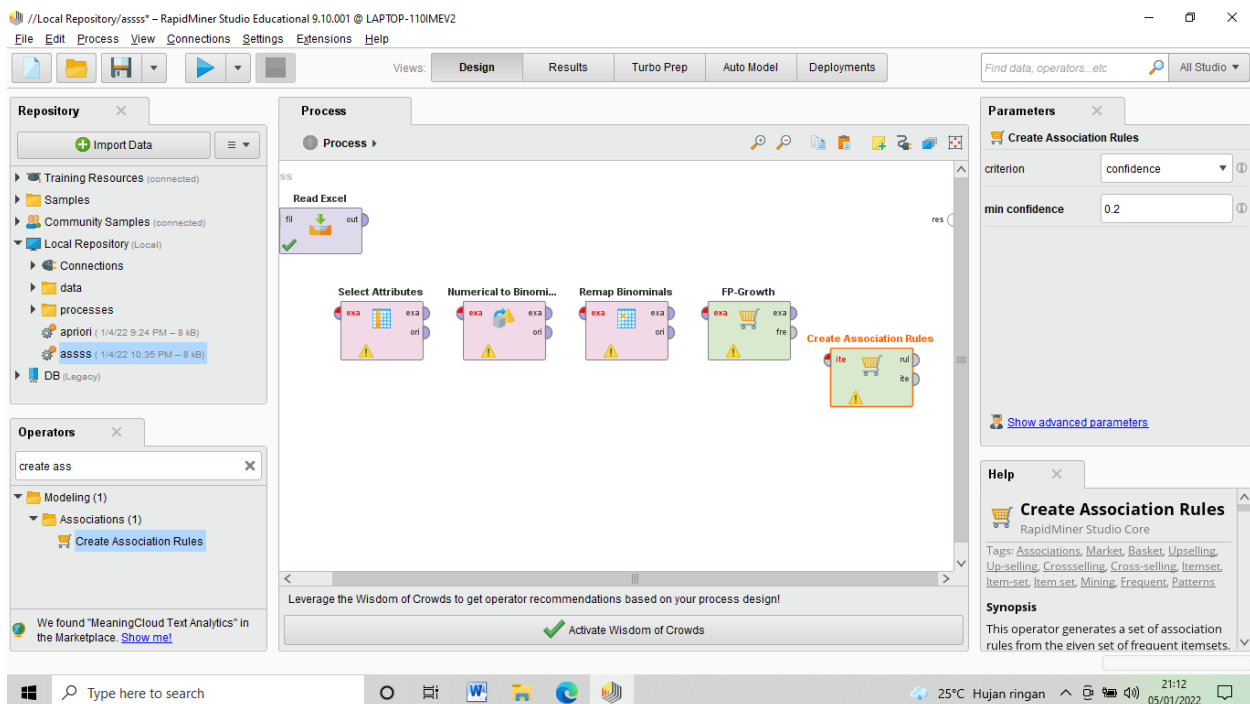 //Local Repository/assss* – RapidMiner Studio Educational 9.10.001 @ LAPTOP-110IMEV2
File Edit Process View Connections Settings Extensions Help
Views: Design Results Turbo Prep Auto Model Deployments
Find data, operators...etc All Studio
Repository
Import Data
Training Resources (connected)
Samples
Community Samples (connected)
Local Repository (Local)
Connections
data
processes
apriori ( 1/4/22 9:24 PM – 8 kB)
assss ( 1/4/22 10:35 PM – 8 kB)
DB (Legacy)
Operators
create ass
Modeling (1)
Associations (1)
Create Association Rules
We found "MeaningCloud Text Analytics" in
the Marketplace. Show me!
Process
Process
ss
Read Excel
fil out
res
Select Attributes
exa exa
ori
Numerical to Binomi...
exa exa
ori
Remap Binominals
exa exa
ori
FP-Growth
exa exa
fre
Create Association Rules
ite rul
ite
Leverage the Wisdom of Crowds to get operator recommendations based on your process design!
Activate Wisdom of Crowds
Parameters
Create Association Rules
criterion confidence
min confidence 0.2
Show advanced parameters
Help
Create Association Rules
RapidMiner Studio Core
Tags: Associations, Market, Basket, Upselling,
Up-selling, Crossselling, Cross-selling, Itemset,
Item-set, Item set, Mining, Frequent, Patterns
Synopsis
This operator generates a set of association
rules from the given set of frequent itemsets.
Type here to search
25°C Hujan ringan
21:12
05/01/2022